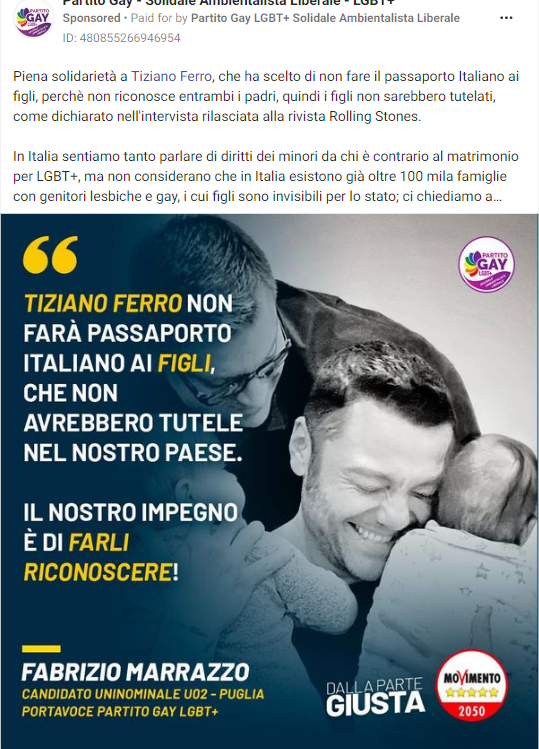 Partito Gay - Solidale Ambientalista Liberale - LGBT+
Sponsored • Paid for by Partito Gay LGBT+ Solidale Ambientalista Liberale
ID: 480855266946954
Piena solidarietà a Tiziano Ferro, che ha scelto di non fare il passaporto Italiano ai
figli, perchè non riconosce entrambi i padri, quindi i figli non sarebbero tutelati,
come dichiarato nell'intervista rilasciata alla rivista Rolling Stones.
In Italia sentiamo tanto parlare di diritti dei minori da chi è contrario al matrimonio
per LGBT+, ma non considerano che in Italia esistono già oltre 100 mila famiglie
con genitori lesbiche e gay, i cui figli sono invisibili per lo stato; ci chiediamo a...
PARTITO
GAY
LGBT+
TIZIANO FERRO NON
FARÀ PASSAPORTO
ITALIANO AI FIGLI,
CHE NON
AVREBBERO TUTELE
NEL NOSTRO PAESE.
IL NOSTRO IMPEGNO
È DI FARLI
RICONOSCERE!
FABRIZIO MARRAZZO
CANDIDATO UNINOMINALE U02 - PUGLIA
PORTAVOCE PARTITO GAY LGBT+
DALLA PARTE
GIUSTA
MOVIMENTO
2050